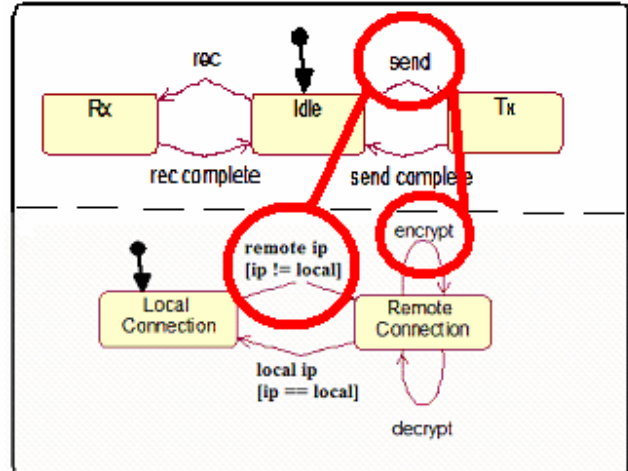 rec
send
Rx
Idle
Tx
rec complete
send complete
encrypt
remote ip
[ip != local]
Local
Connection
Remote
Connection
local ip
[ip == local]
decrypt